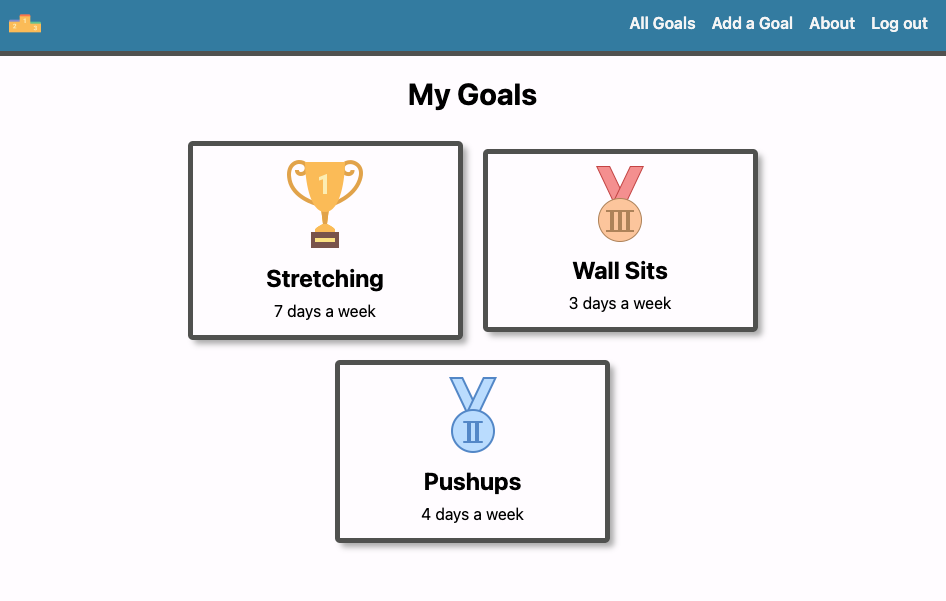 All Goals Add a Goal About Log out
My Goals
1
Stretching
7 days a week
III
Wall Sits
3 days a week
II
Pushups
4 days a week